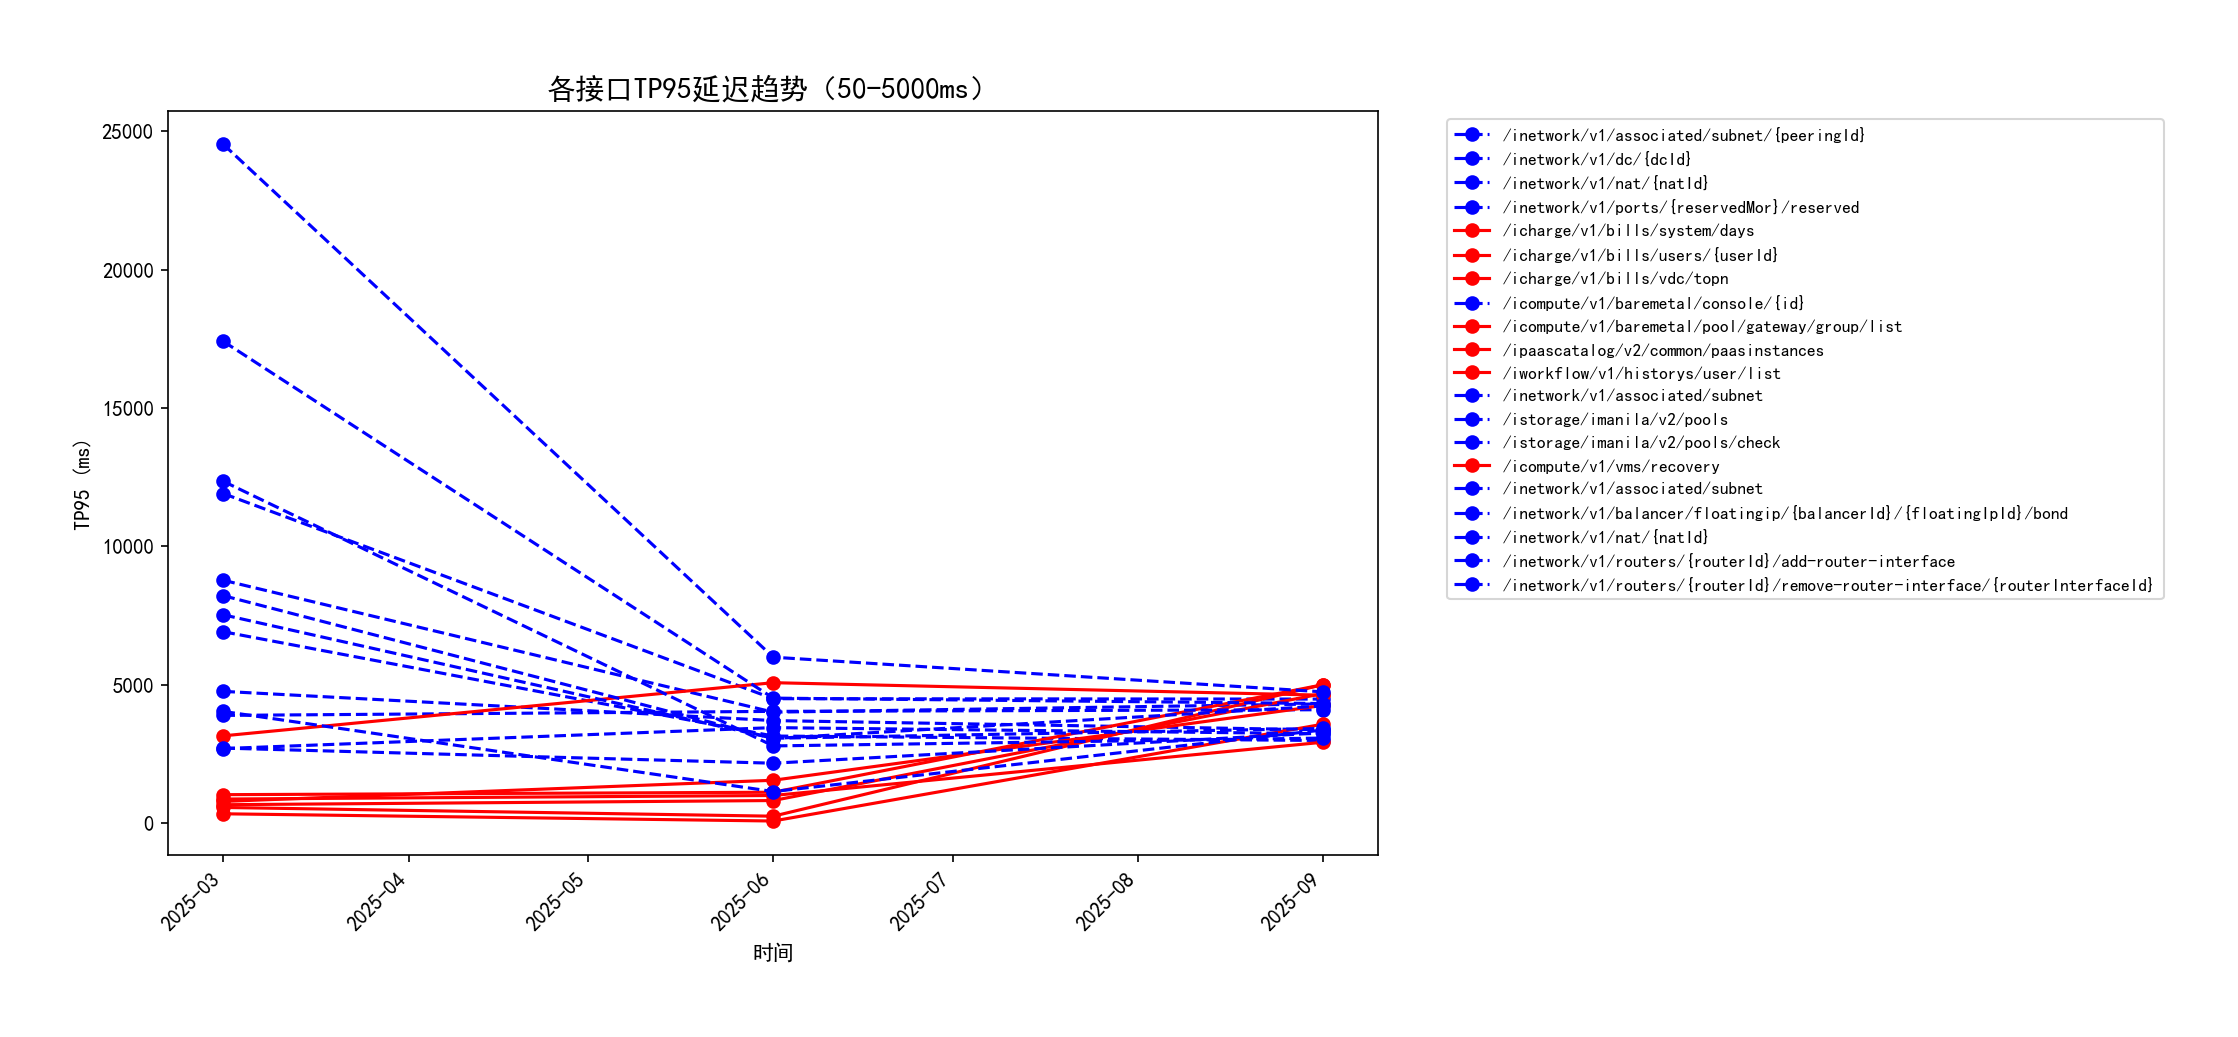 各接口TP95延迟趋势（50-5000ms）
25000
20000
15000
10000
5000
0
TP95 (ms)
2025-03
2025-04
2025-05
2025-06
2025-07
2025-08
2025-09
时间
/inetwork/v1/associated/subnet/{peeringId}
/inetwork/v1/dc/{dcId}
/inetwork/v1/nat/{natId}
/inetwork/v1/ports/{reservedMor}/reserved
/icharge/v1/bills/system/days
/icharge/v1/bills/users/{userId}
/icharge/v1/bills/vdc/topn
/icompute/v1/baremetal/console/{id}
/icompute/v1/baremetal/pool/gateway/group/list
/ipaascatalog/v2/common/paasinstances
/iworkflow/v1/historys/user/list
/inetwork/v1/associated/subnet
/istorage/imanila/v2/pools
/istorage/imanila/v2/pools/check
/icompute/v1/vms/recovery
/inetwork/v1/associated/subnet
/inetwork/v1/balancer/floatingip/{balancerId}/{floatingIpId}/bond
/inetwork/v1/nat/{natId}
/inetwork/v1/routers/{routerId}/add-router-interface
/inetwork/v1/routers/{routerId}/remove-router-interface/{routerInterfaceId}